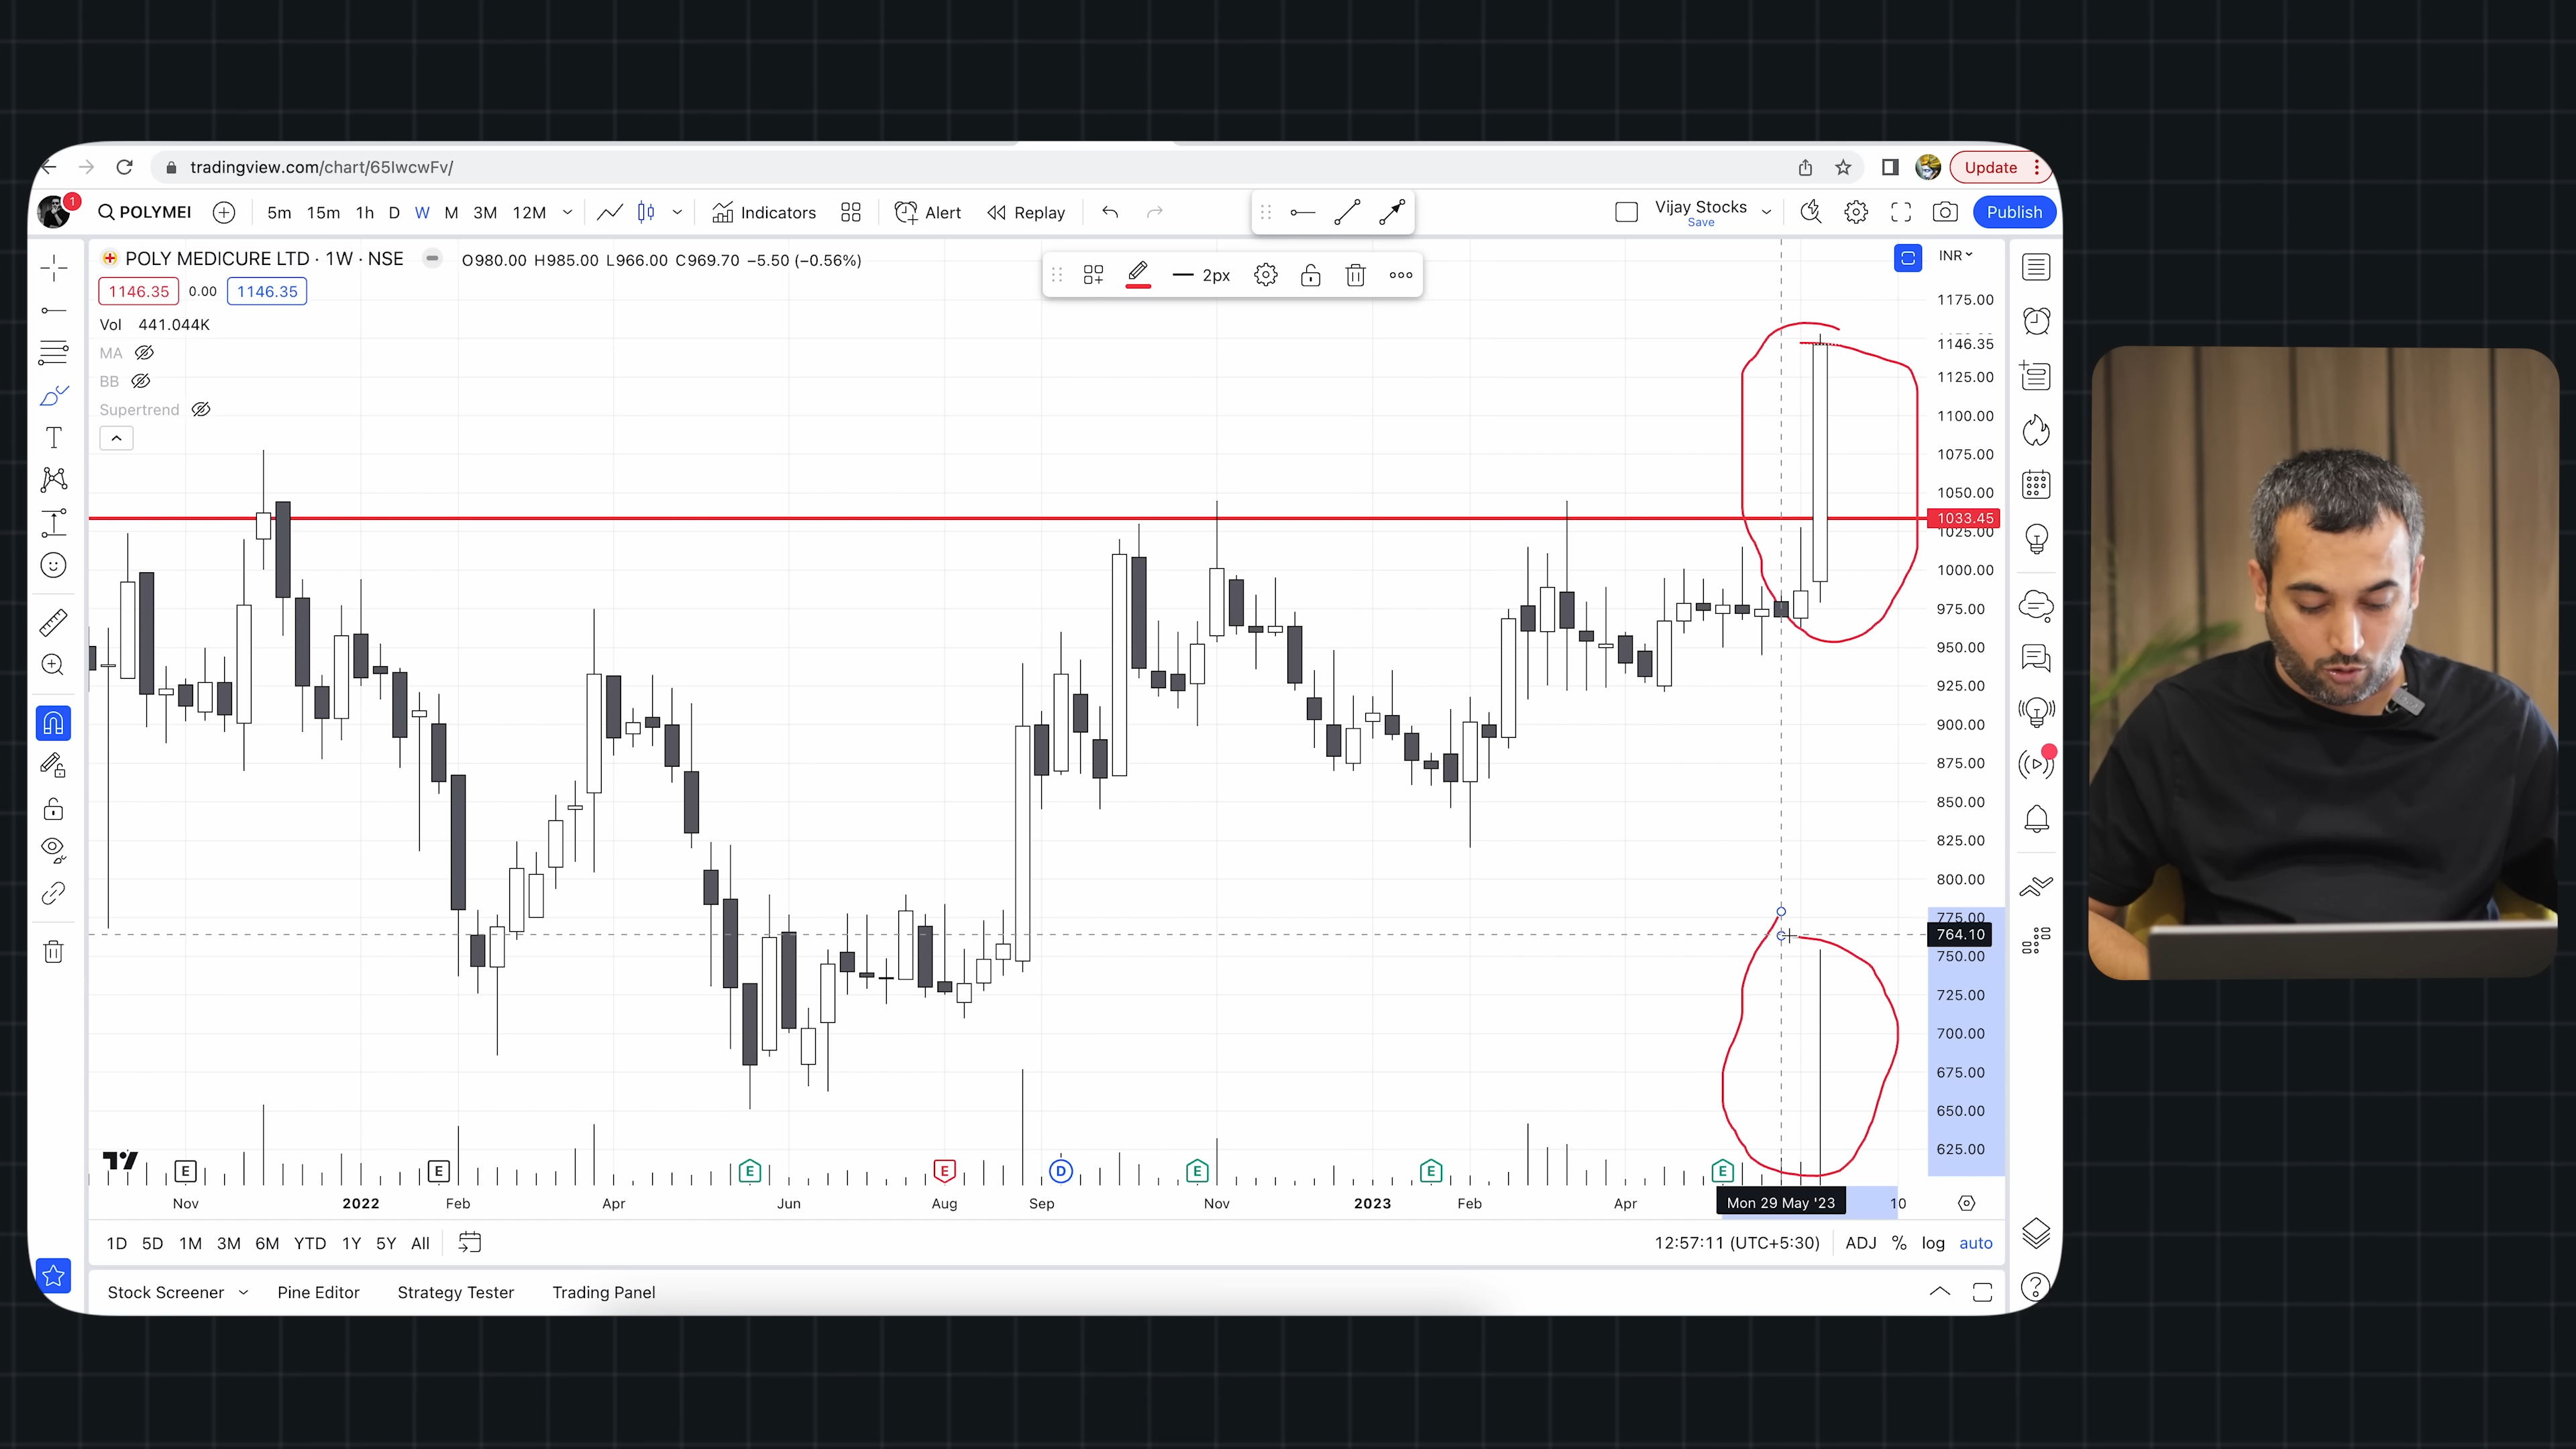 tradingview.com/chart/65IwcwFv/
Update
1
POLYMEI
5m 15m 1h D W M 3M 12M
Indicators
Alert
Replay
Vijay Stocks
Save
Publish
POLY MEDICURE LTD · 1W · NSE
O980.00 H985.00 L966.00 C969.70 −5.50 (−0.56%)
2px
INR
1146.35 0.00 1146.35
Vol 441.044K
MA
BB
Supertrend
1175.00
1146.35
1125.00
1100.00
1075.00
1050.00
1033.45
1025.00
1000.00
975.00
950.00
925.00
900.00
875.00
850.00
825.00
800.00
775.00
764.10
750.00
725.00
700.00
675.00
650.00
625.00
E E E E D E E E
Nov 2022 Feb Apr Jun Aug Sep Nov 2023 Feb Apr Mon 29 May '23 10
1D 5D 1M 3M 6M YTD 1Y 5Y All
12:57:11 (UTC+5:30) ADJ % log auto
Stock Screener Pine Editor Strategy Tester Trading Panel